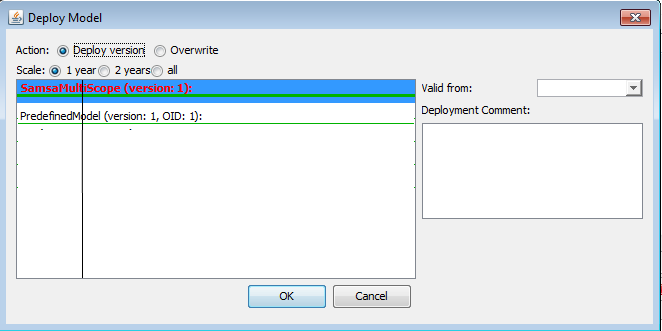 Deploy Model
Action: Deploy version Overwrite
Scale: 1 year 2 years all
SamsaMultiScope (version: 1):
PredefinedModel (version: 1, OID: 1):
Valid from:
Deployment Comment:
OK Cancel